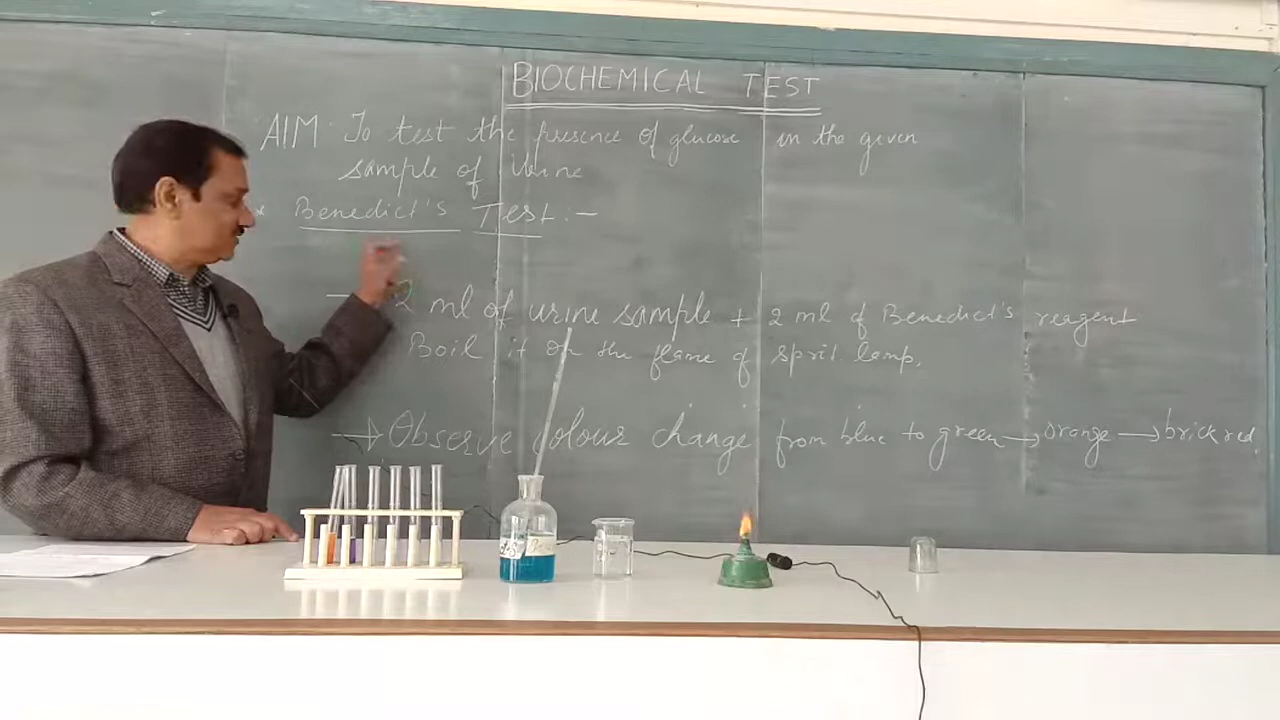 BIOCHEMICAL TEST
AIM. To test the presence of glucose in the given
sample of Urine
* Benedict's Test:-
→ 2 ml of urine sample + 2 ml of Benedict's reagent
Boil it on the flame of sprit lamp.
→ Observe colour change from blue to green → orange → brick red.